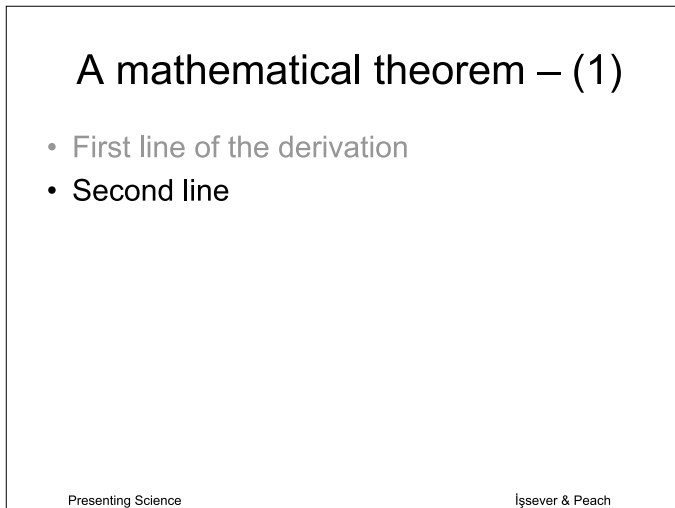 A mathematical theorem – (1)
• First line of the derivation
• Second line
Presenting Science
İşsever & Peach